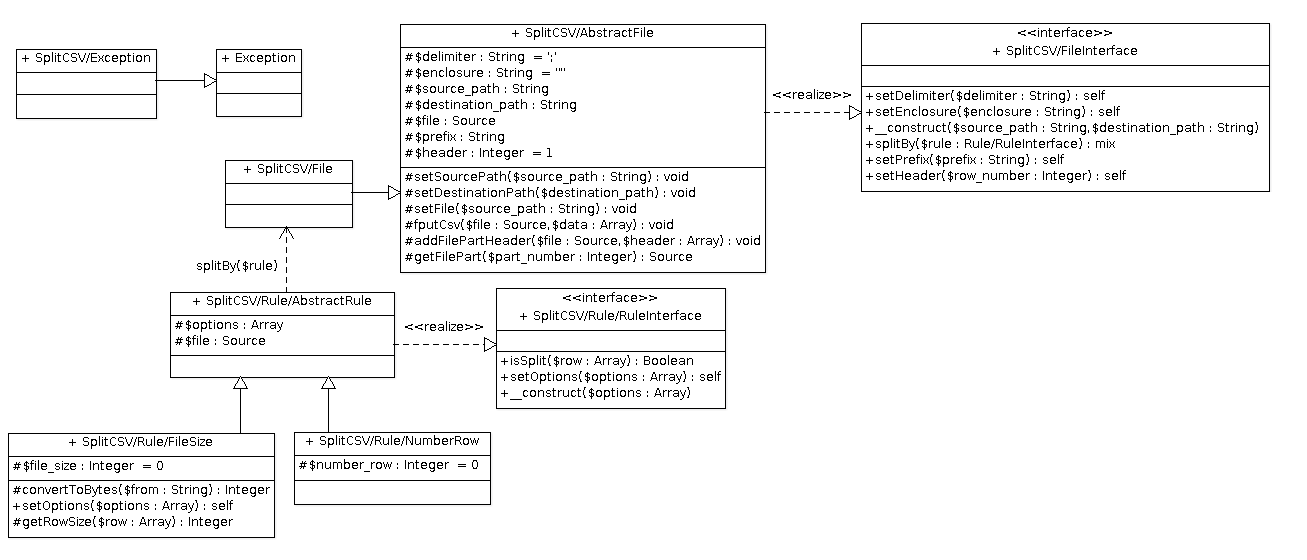 + SplitCSV/Exception
+ Exception
+ SplitCSV/AbstractFile
#$delimiter : String = ';'
#$enclosure : String = '"'
#$source_path : String
#$destination_path : String
#$file : Source
#$prefix : String
#$header : Integer = 1
#setSourcePath($source_path : String) : void
#setDestinationPath($destination_path) : void
#setFile($source_path : String) : void
#fputCsv($file : Source,$data : Array) : void
#addFilePartHeader($file : Source,$header : Array) : void
#getFilePart($part_number : Integer) : Source
<<realize>>
<<interface>>
+ SplitCSV/FileInterface
+setDelimiter($delimiter : String) : self
+setEnclosure($enclosure : String) : self
+__construct($source_path : String,$destination_path : String)
+splitBy($rule : Rule/RuleInterface) : mix
+setPrefix($prefix : String) : self
+setHeader($row_number : Integer) : self
+ SplitCSV/File
splitBy($rule)
+ SplitCSV/Rule/AbstractRule
#$options : Array
#$file : Source
<<realize>>
<<interface>>
+ SplitCSV/Rule/RuleInterface
+isSplit($row : Array) : Boolean
+setOptions($options : Array) : self
+__construct($options : Array)
+ SplitCSV/Rule/FileSize
#$file_size : Integer = 0
#convertToBytes($from : String) : Integer
+setOptions($options : Array) : self
#getRowSize($row : Array) : Integer
+ SplitCSV/Rule/NumberRow
#$number_row : Integer = 0